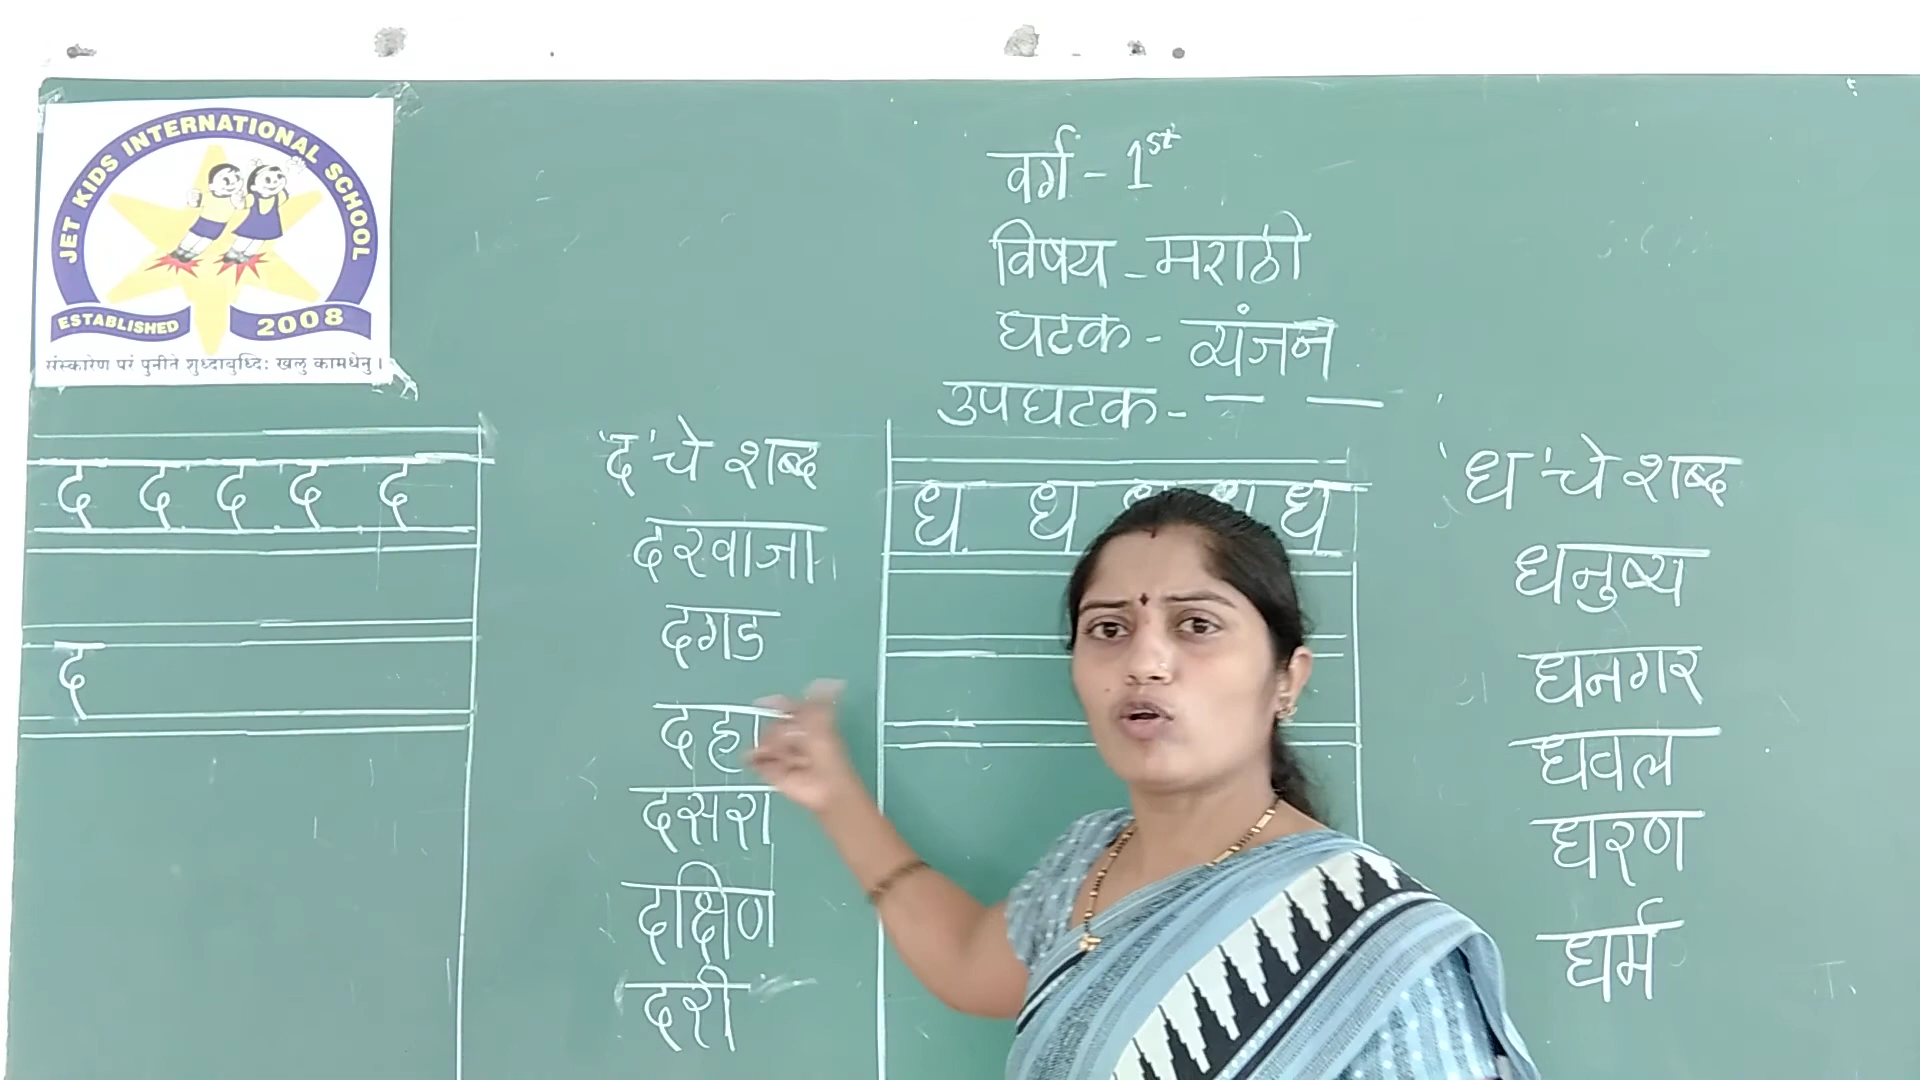 JET KIDS INTERNATIONAL SCHOOL
ESTABLISHED 2008
संस्कारेण परं पुनीते शुध्दाबुध्दि: खलु कामधेनु।
वर्ग - 1st
विषय - मराठी
घटक - व्यंजन
उपघटक - — —
द द द द द
द
'द' चे शब्द
दरवाजा
दगड
दहा
दसरा
दक्षिण
दरी
ध ध ध ध ध
'ध' चे शब्द
धनुष्य
धनगर
धवल
धरण
धर्म